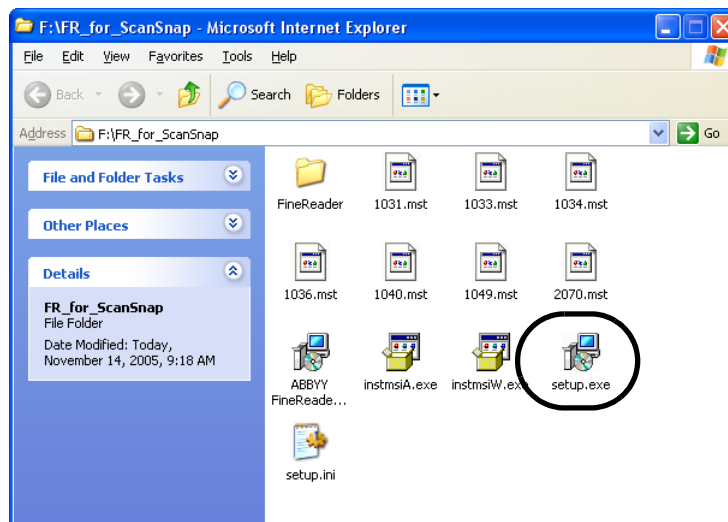 F:\FR_for_ScanSnap - Microsoft Internet Explorer
File Edit View Favorites Tools Help
Back Search Folders
Address F:\FR_for_ScanSnap Go
File and Folder Tasks
Other Places
Details
FR_for_ScanSnap
File Folder
Date Modified: Today,
November 14, 2005, 9:18 AM
FineReader 1031.mst 1033.mst 1034.mst
1036.mst 1040.mst 1049.mst 2070.mst
ABBYY instmsiA.exe instmsiW.exe setup.exe
FineReade...
setup.ini